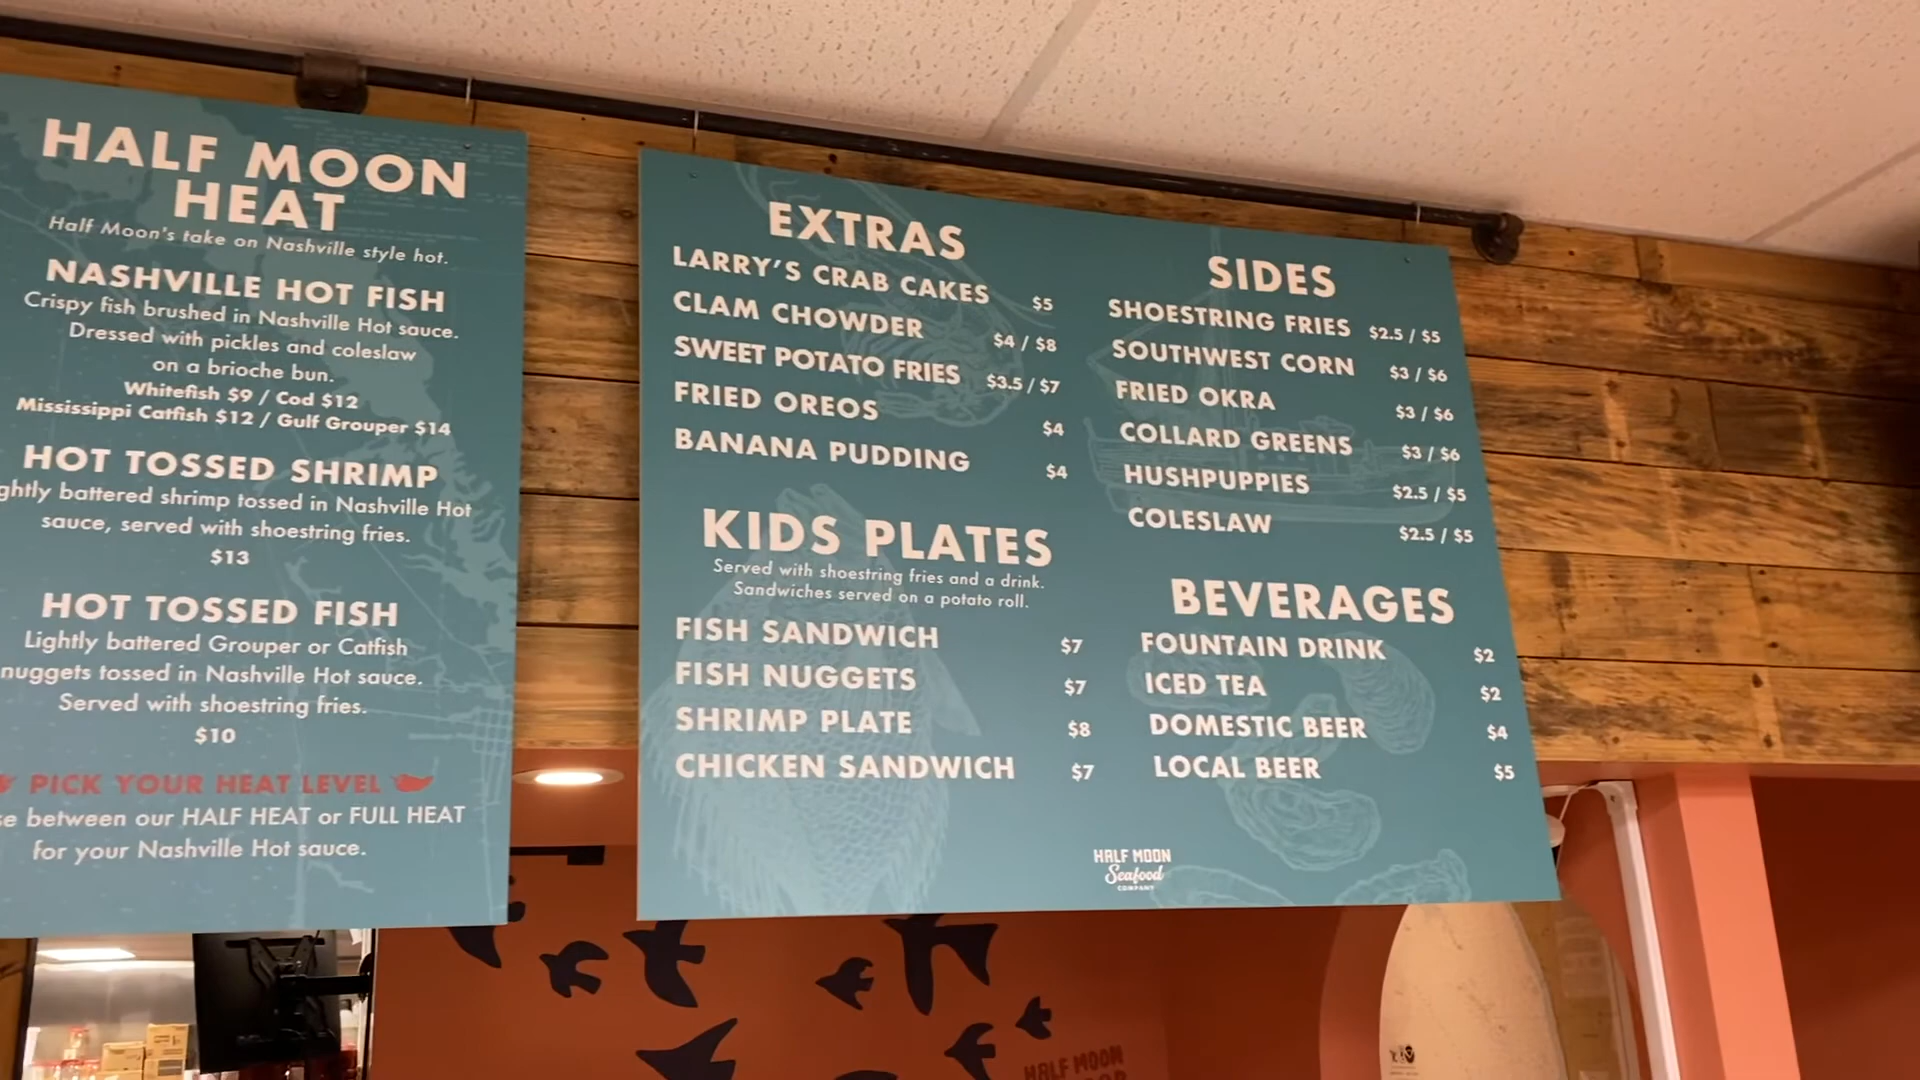 HALF MOON
HEAT
Half Moon's take on Nashville style hot.
NASHVILLE HOT FISH
Crispy fish brushed in Nashville Hot sauce.
Dressed with pickles and coleslaw
on a brioche bun.
Whitefish $9 / Cod $12
Mississippi Catfish $12 / Gulf Grouper $14
HOT TOSSED SHRIMP
ghtly battered shrimp tossed in Nashville Hot
sauce, served with shoestring fries.
$13
HOT TOSSED FISH
Lightly battered Grouper or Catfish
nuggets tossed in Nashville Hot sauce.
Served with shoestring fries.
$10
PICK YOUR HEAT LEVEL
se between our HALF HEAT or FULL HEAT
for your Nashville Hot sauce.
EXTRAS
LARRY'S CRAB CAKES $5
CLAM CHOWDER $4 / $8
SWEET POTATO FRIES $3.5 / $7
FRIED OREOS $4
BANANA PUDDING $4
KIDS PLATES
Served with shoestring fries and a drink.
Sandwiches served on a potato roll.
FISH SANDWICH $7
FISH NUGGETS $7
SHRIMP PLATE $8
CHICKEN SANDWICH $7
SIDES
SHOESTRING FRIES $2.5 / $5
SOUTHWEST CORN $3 / $6
FRIED OKRA $3 / $6
COLLARD GREENS $3 / $6
HUSHPUPPIES $2.5 / $5
COLESLAW $2.5 / $5
BEVERAGES
FOUNTAIN DRINK $2
ICED TEA $2
DOMESTIC BEER $4
LOCAL BEER $5
HALF MOON
Seafood
COMPANY
HALF MOON